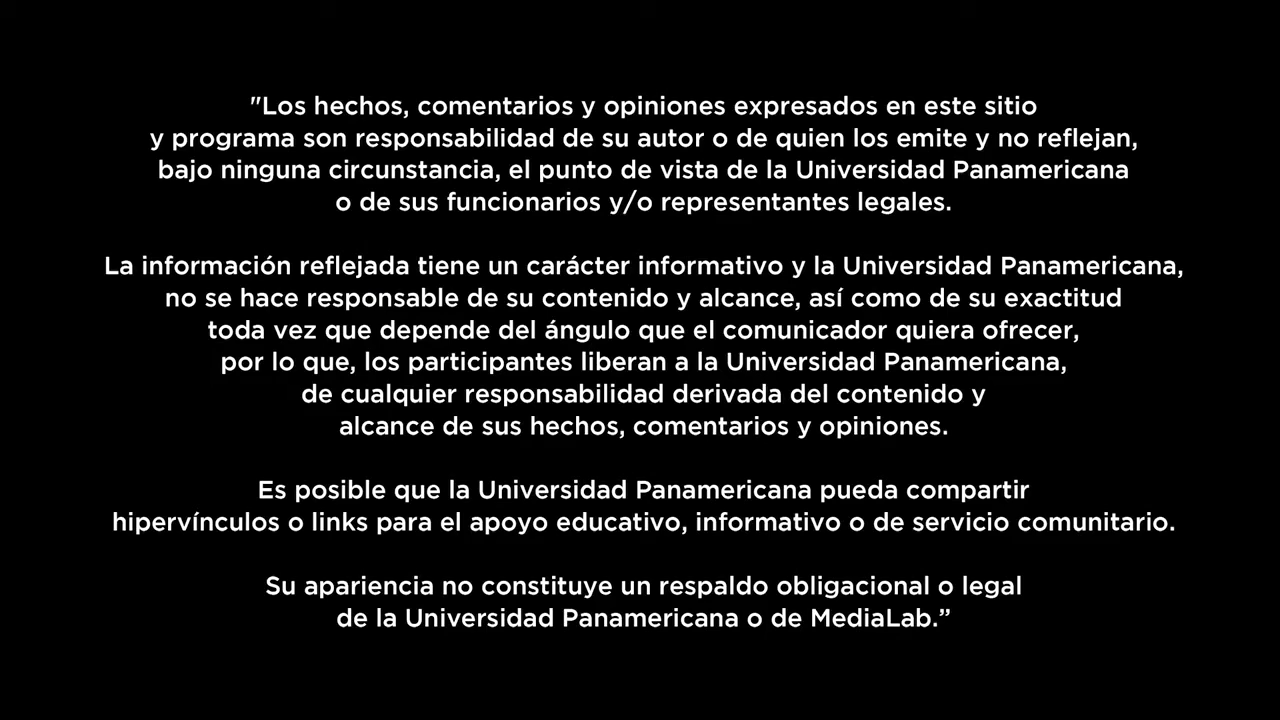 "Los hechos, comentarios y opiniones expresados en este sitio
y programa son responsabilidad de su autor o de quien los emite y no reflejan,
bajo ninguna circunstancia, el punto de vista de la Universidad Panamericana
o de sus funcionarios y/o representantes legales.
La información reflejada tiene un carácter informativo y la Universidad Panamericana,
no se hace responsable de su contenido y alcance, así como de su exactitud
toda vez que depende del ángulo que el comunicador quiera ofrecer,
por lo que, los participantes liberan a la Universidad Panamericana,
de cualquier responsabilidad derivada del contenido y
alcance de sus hechos, comentarios y opiniones.
Es posible que la Universidad Panamericana pueda compartir
hipervínculos o links para el apoyo educativo, informativo o de servicio comunitario.
Su apariencia no constituye un respaldo obligacional o legal
de la Universidad Panamericana o de MediaLab.”